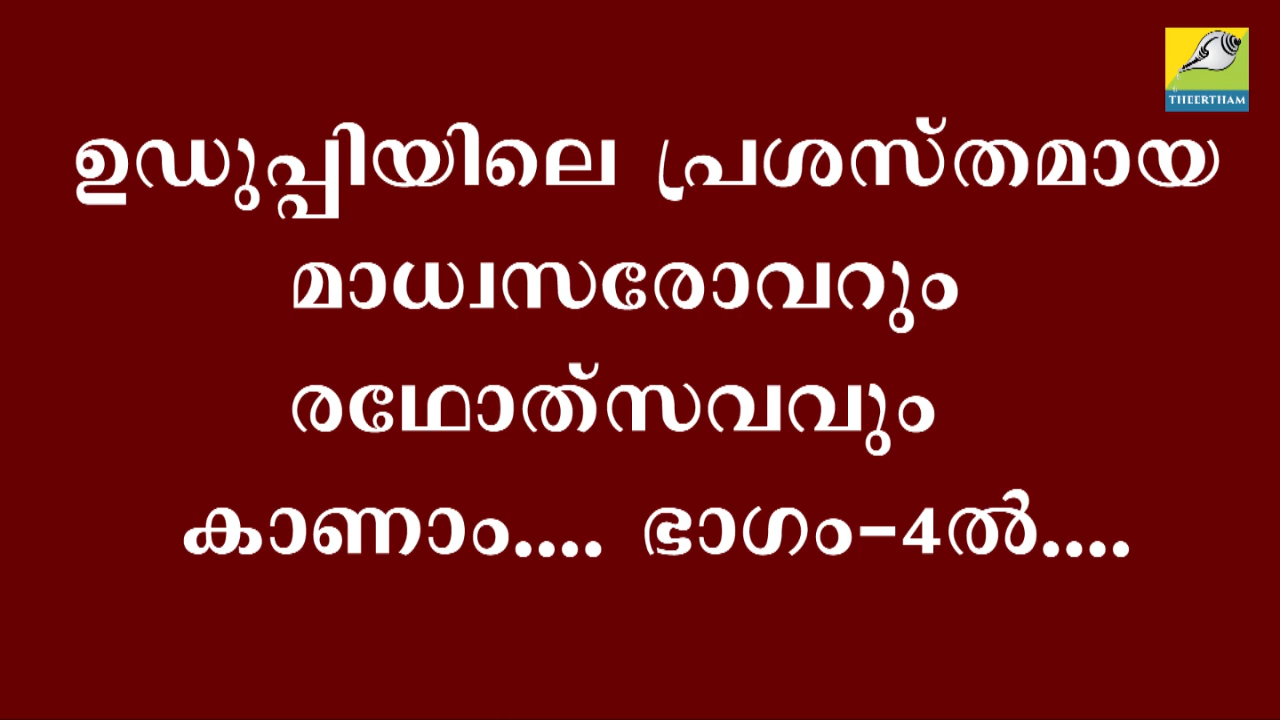 THEERTHAM
ഉഡുപ്പിയിലെ പ്രശസ്തമായ
മാധ്വസരോവറും
രഥോത്സവവും
കാണാം.... ഭാഗം-4ൽ....